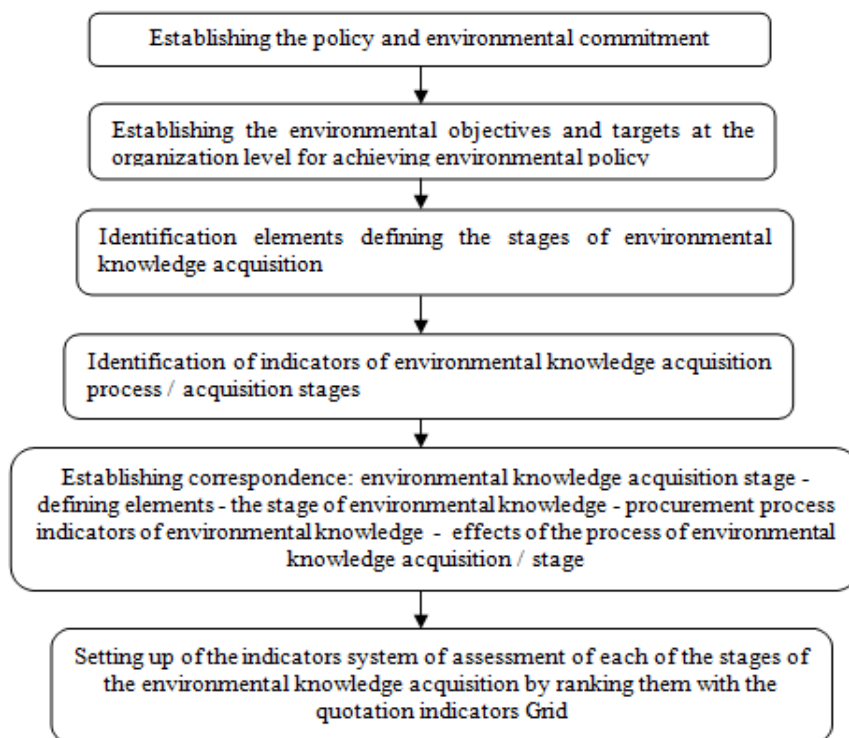 Establishing the policy and environmental commitment
Establishing the environmental objectives and targets at the
organization level for achieving environmental policy
Identification elements defining the stages of environmental
knowledge acquisition
Identification of indicators of environmental knowledge acquisition
process / acquisition stages
Establishing correspondence: environmental knowledge acquisition stage -
defining elements - the stage of environmental knowledge - procurement process
indicators of environmental knowledge - effects of the process of environmental
knowledge acquisition / stage
Setting up of the indicators system of assessment of each of the stages of
the environmental knowledge acquisition by ranking them with the
quotation indicators Grid